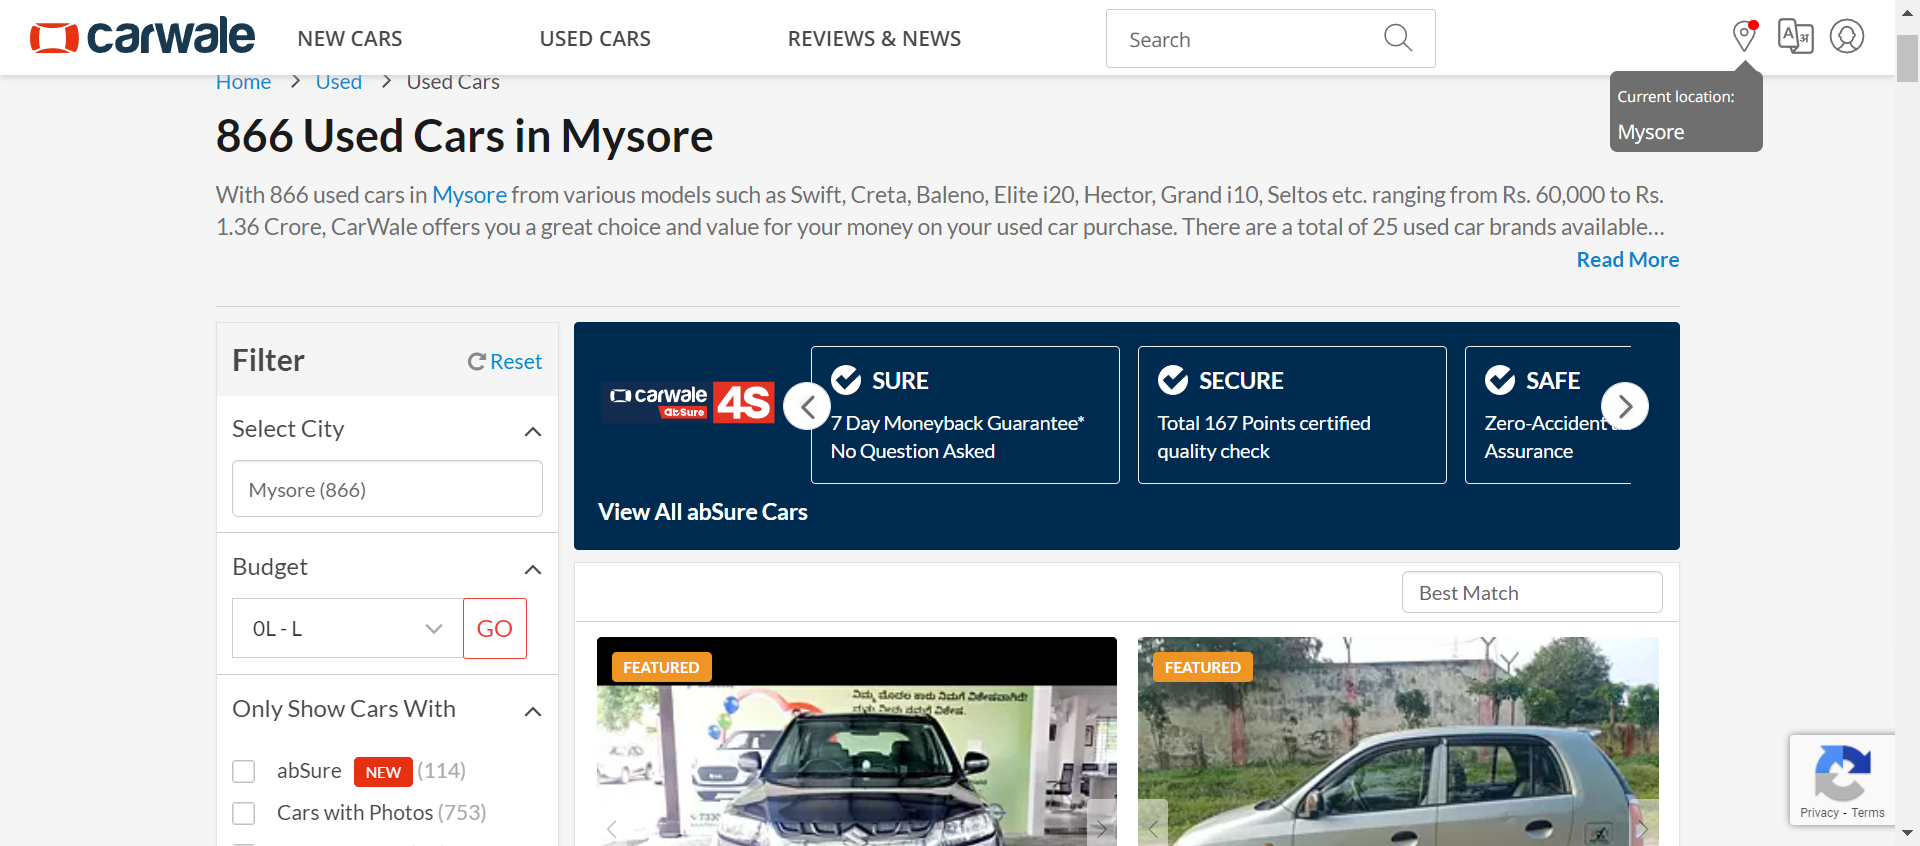 carwale
NEW CARS
USED CARS
REVIEWS & NEWS
Search
Current location:
Mysore
Home > Used > Used Cars
866 Used Cars in Mysore
With 866 used cars in Mysore from various models such as Swift, Creta, Baleno, Elite i20, Hector, Grand i10, Seltos etc. ranging from Rs. 60,000 to Rs.
1.36 Crore, CarWale offers you a great choice and value for your money on your used car purchase. There are a total of 25 used car brands available...
Read More
Filter
Reset
Select City
Mysore (866)
Budget
0L - L
GO
Only Show Cars With
abSure NEW (114)
Cars with Photos (753)
carwale
abSure
4S
SURE
7 Day Moneyback Guarantee*
No Question Asked
SECURE
Total 167 Points certified
quality check
SAFE
Zero-Accident
Assurance
View All abSure Cars
Best Match
FEATURED
ನಿಮ್ಮ ಮೊದಲ ಕಾರು ನಿಮಗೆ ವಿಶೇಷವಾಗಿದೆ!
FEATURED
Privacy - Terms